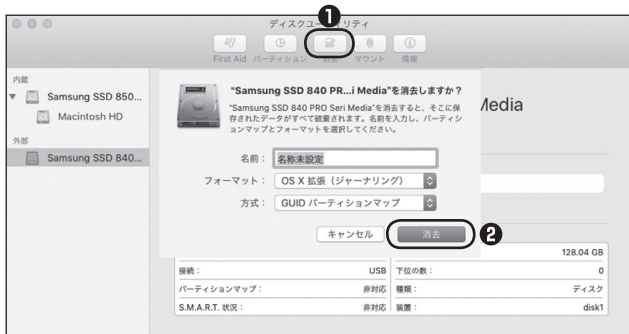 ❶
ディスクユーティリティ
First Aid パーティション 消去 マウント 情報
内蔵
Samsung SSD 850...
Macintosh HD
外部
Samsung SSD 840...
Media
"Samsung SSD 840 PR...i Media"を消去しますか？
"Samsung SSD 840 PRO Seri Media"を消去すると、そこに保
存されたデータがすべて破棄されます。名前を入力し、パーティシ
ョンマップとフォーマットを選択してください。
名前： 名称未設定
フォーマット： OS X 拡張（ジャーナリング）
方式： GUID パーティションマップ
キャンセル 消去 ❷
128.04 GB
接続： USB 下位の数： 0
パーティションマップ： 非対応 種類： ディスク
S.M.A.R.T. 状況： 非対応 装置： disk1